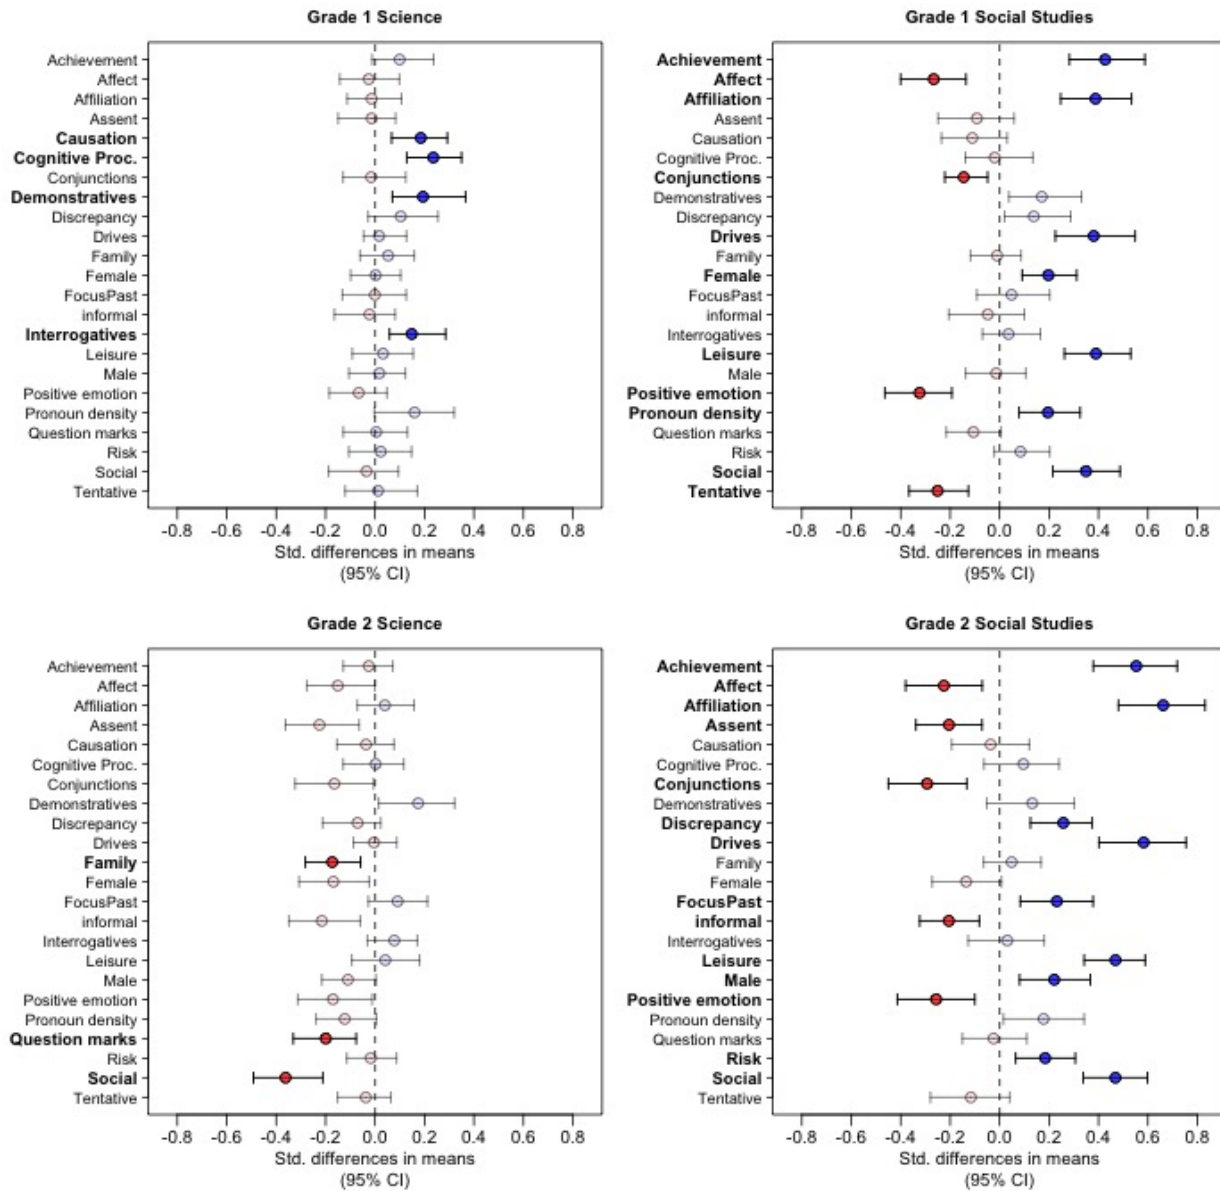 Grade 1 Science
Achievement
Affect
Affiliation
Assent
Causation
Cognitive Proc.
Conjunctions
Demonstratives
Discrepancy
Drives
Family
Female
FocusPast
informal
Interrogatives
Leisure
Male
Positive emotion
Pronoun density
Question marks
Risk
Social
Tentative
-0.8 -0.6 -0.4 -0.2 0.0 0.2 0.4 0.6 0.8
Std. differences in means
(95% CI)
Grade 1 Social Studies
Achievement
Affect
Affiliation
Assent
Causation
Cognitive Proc.
Conjunctions
Demonstratives
Discrepancy
Drives
Family
Female
FocusPast
informal
Interrogatives
Leisure
Male
Positive emotion
Pronoun density
Question marks
Risk
Social
Tentative
-0.8 -0.6 -0.4 -0.2 0.0 0.2 0.4 0.6 0.8
Std. differences in means
(95% CI)
Grade 2 Science
Achievement
Affect
Affiliation
Assent
Causation
Cognitive Proc.
Conjunctions
Demonstratives
Discrepancy
Drives
Family
Female
FocusPast
informal
Interrogatives
Leisure
Male
Positive emotion
Pronoun density
Question marks
Risk
Social
Tentative
-0.8 -0.6 -0.4 -0.2 0.0 0.2 0.4 0.6 0.8
Std. differences in means
(95% CI)
Grade 2 Social Studies
Achievement
Affect
Affiliation
Assent
Causation
Cognitive Proc.
Conjunctions
Demonstratives
Discrepancy
Drives
Family
Female
FocusPast
informal
Interrogatives
Leisure
Male
Positive emotion
Pronoun density
Question marks
Risk
Social
Tentative
-0.8 -0.6 -0.4 -0.2 0.0 0.2 0.4 0.6 0.8
Std. differences in means
(95% CI)